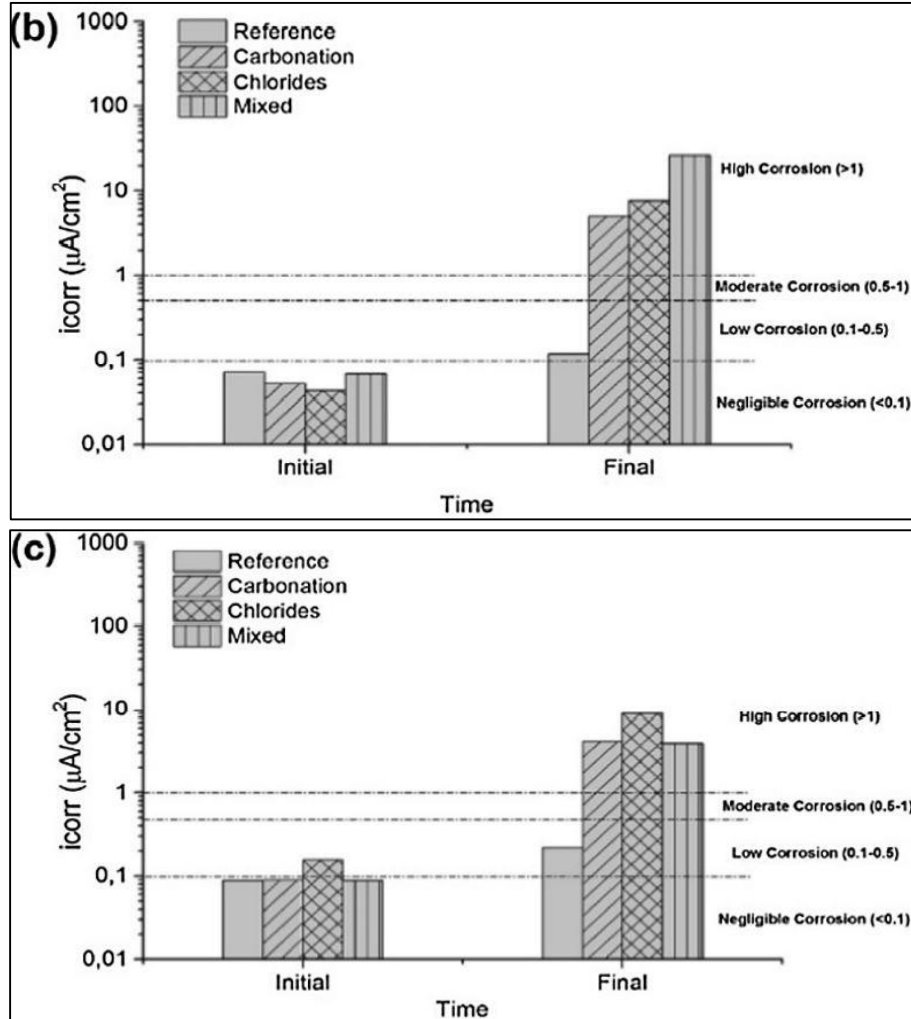 (b)
1000
100
10
1
0,1
0,01
icorr (µA/cm²)
Reference
Carbonation
Chlorides
Mixed
High Corrosion (>1)
Moderate Corrosion (0.5-1)
Low Corrosion (0.1-0.5)
Negligible Corrosion (<0.1)
Initial
Final
Time
(c)
1000
100
10
1
0,1
0,01
icorr (µA/cm²)
Reference
Carbonation
Chlorides
Mixed
High Corrosion (>1)
Moderate Corrosion (0.5-1)
Low Corrosion (0.1-0.5)
Negligible Corrosion (<0.1)
Initial
Final
Time